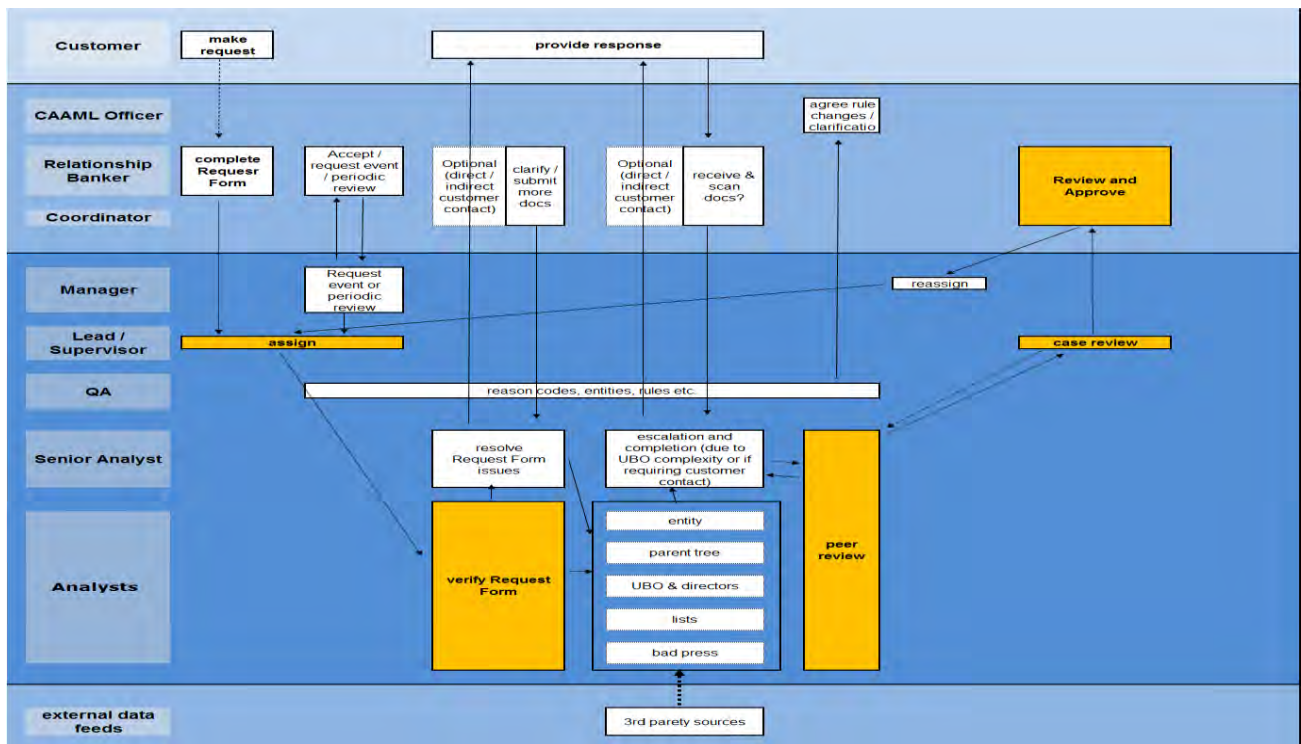 Customer
make
request
provide response
CAAML Officer
agree rule
changes /
clarificatio
Relationship
Banker
complete
Requesr
Form
Accept /
request event
/ periodic
review
Optional
(direct /
indirect
customer
contact)
clarify /
submit
more
docs
Optional
(direct /
indirect
customer
contact)
receive &
scan
docs?
Review and
Approve
Coordinator
Manager
Request
event or
periodic
review
reassign
Lead /
Supervisor
assign
case review
QA
reason codes, entities, rules etc.
Senior Analyst
resolve
Request Form
issues
escalation and
completion (due to
UBO complexity or if
requiring customer
contact)
Analysts
verify Request
Form
entity
parent tree
UBO & directors
lists
bad press
peer
review
external data
feeds
3rd parety sources